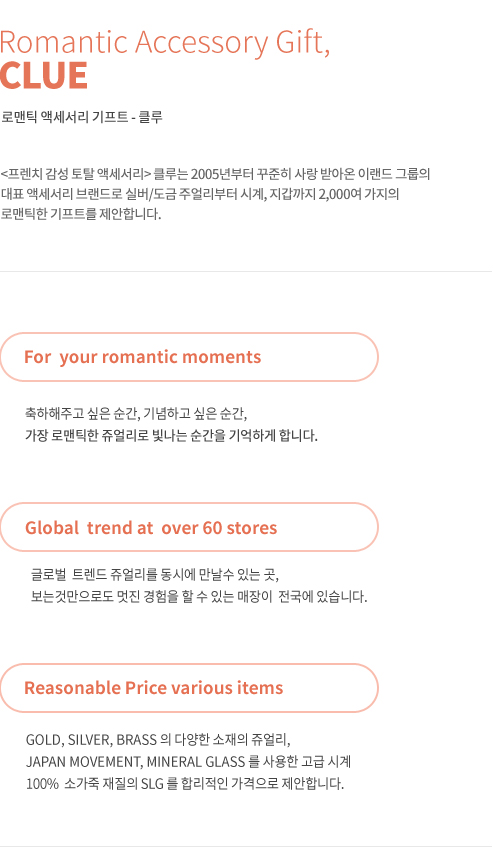 Romantic Accessory Gift,
CLUE
로맨틱 액세서리 기프트 - 클루
<프렌치 감성 토탈 액세서리> 클루는 2005년부터 꾸준히 사랑 받아온 이랜드 그룹의
대표 액세서리 브랜드로 실버/도금 주얼리부터 시계, 지갑까지 2,000여 가지의
로맨틱한 기프트를 제안합니다.
For your romantic moments
축하해주고 싶은 순간, 기념하고 싶은 순간,
가장 로맨틱한 쥬얼리로 빛나는 순간을 기억하게 합니다.
Global trend at over 60 stores
글로벌 트렌드 쥬얼리를 동시에 만날수 있는 곳,
보는것만으로도 멋진 경험을 할 수 있는 매장이 전국에 있습니다.
Reasonable Price various items
GOLD, SILVER, BRASS 의 다양한 소재의 쥬얼리,
JAPAN MOVEMENT, MINERAL GLASS 를 사용한 고급 시계
100% 소가죽 재질의 SLG 를 합리적인 가격으로 제안합니다.